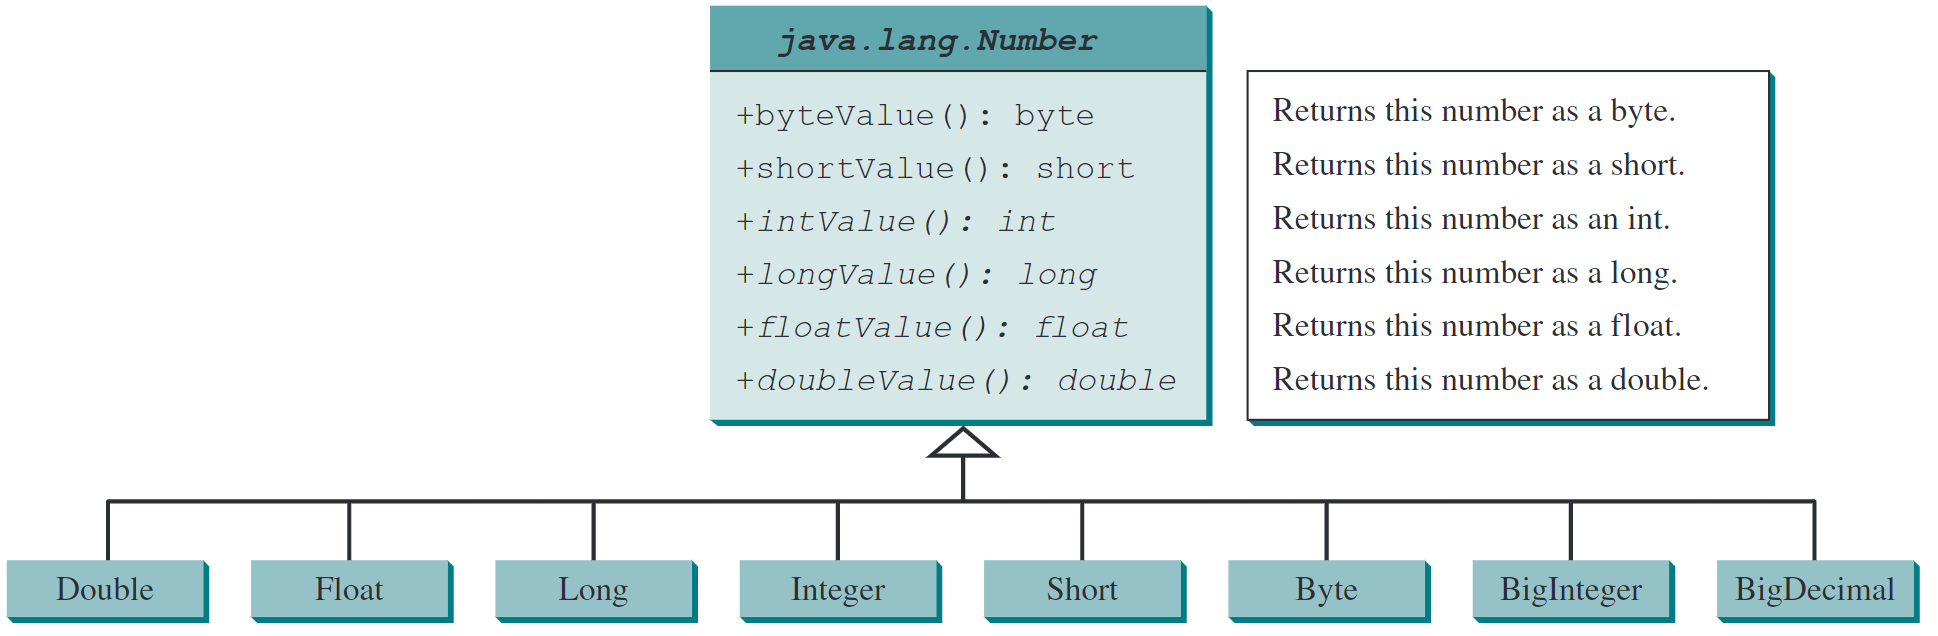 java.lang.Number
+byteValue(): byte
+shortValue(): short
+intValue(): int
+longValue(): long
+floatValue(): float
+doubleValue(): double
Returns this number as a byte.
Returns this number as a short.
Returns this number as an int.
Returns this number as a long.
Returns this number as a float.
Returns this number as a double.
Double
Float
Long
Integer
Short
Byte
BigInteger
BigDecimal